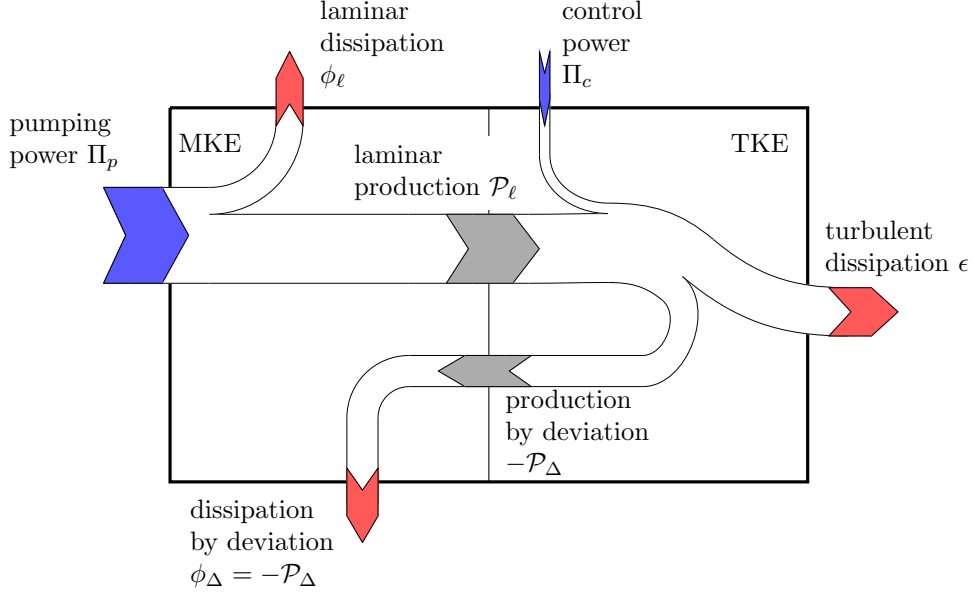 laminar
dissipation
ϕℓ
control
power
Πc
pumping
power Πp
MKE
TKE
laminar
production 𝒫ℓ
turbulent
dissipation ϵ
production
by deviation
−𝒫Δ
dissipation
by deviation
ϕΔ = −𝒫Δ